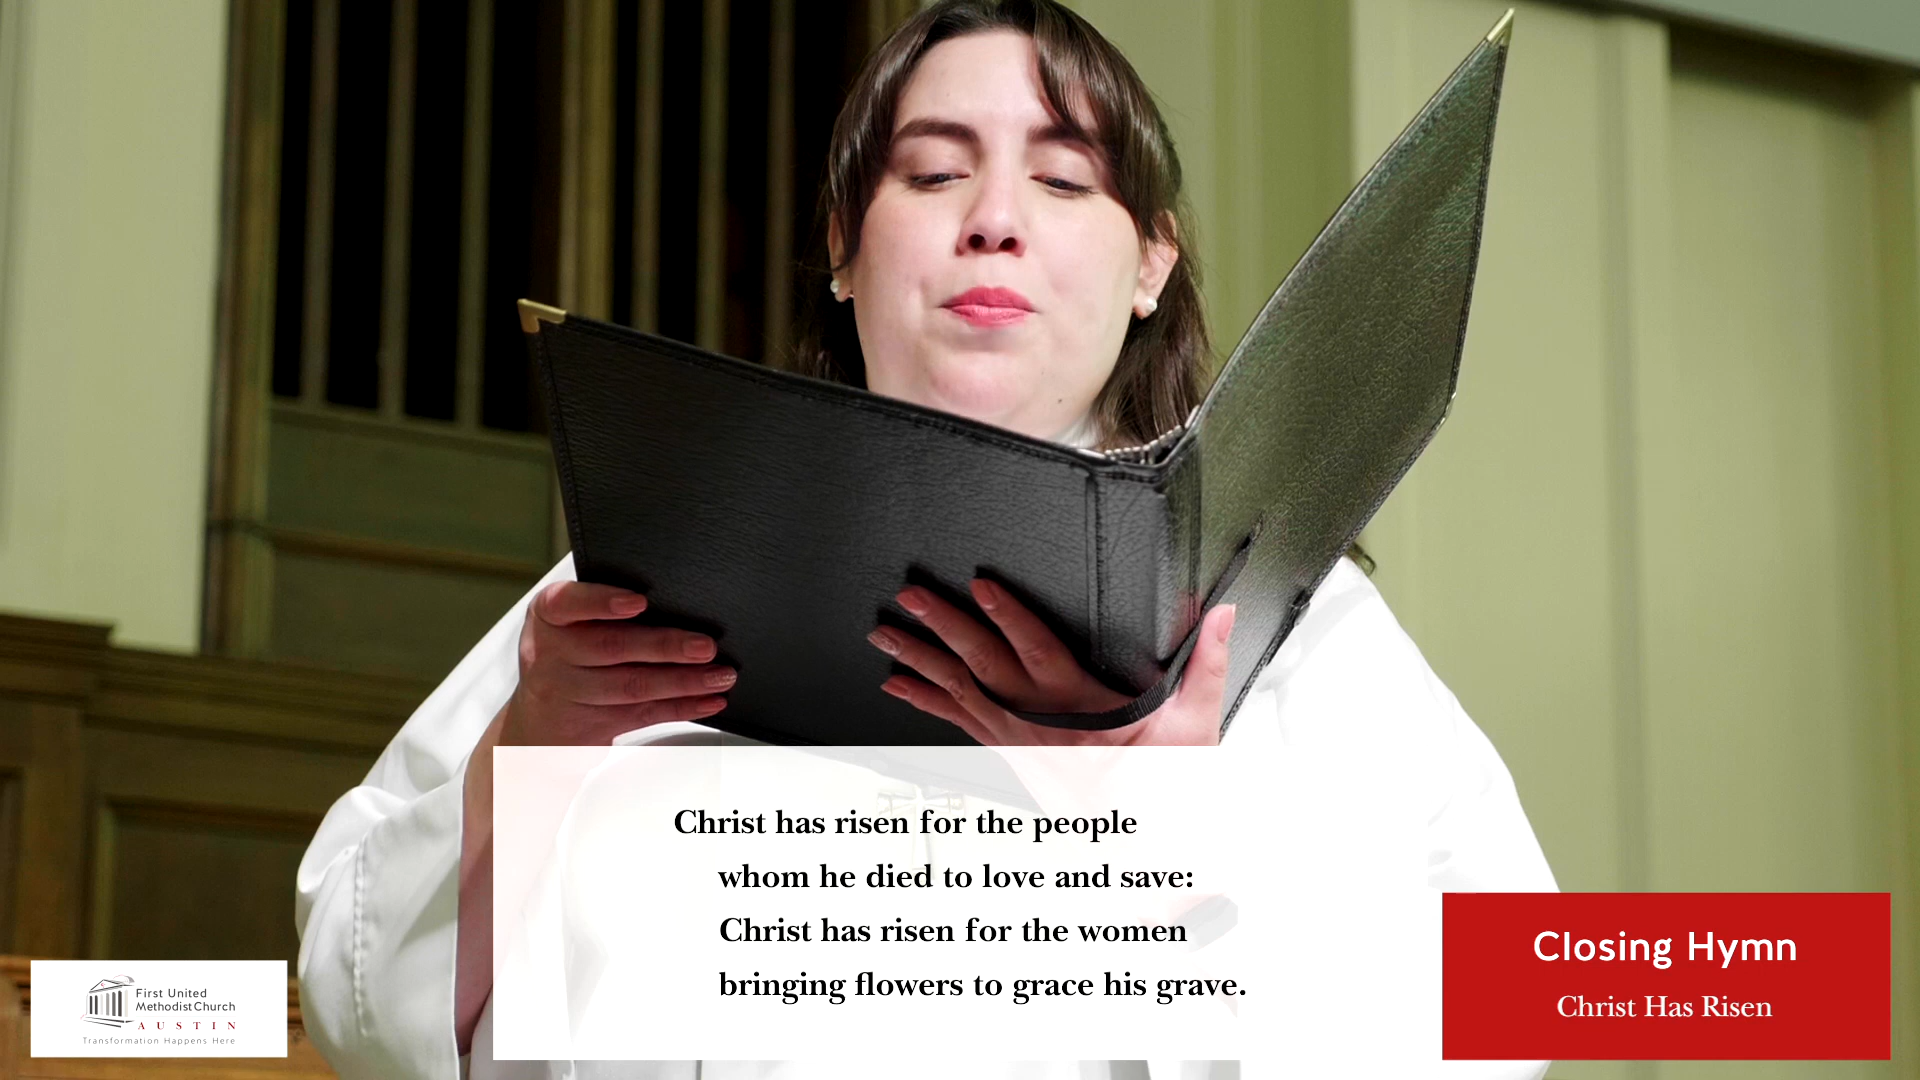 Christ has risen for the people
whom he died to love and save:
Christ has risen for the women
bringing flowers to grace his grave.
Closing Hymn
Christ Has Risen
First United
Methodist Church
AUSTIN
Transformation Happens Here